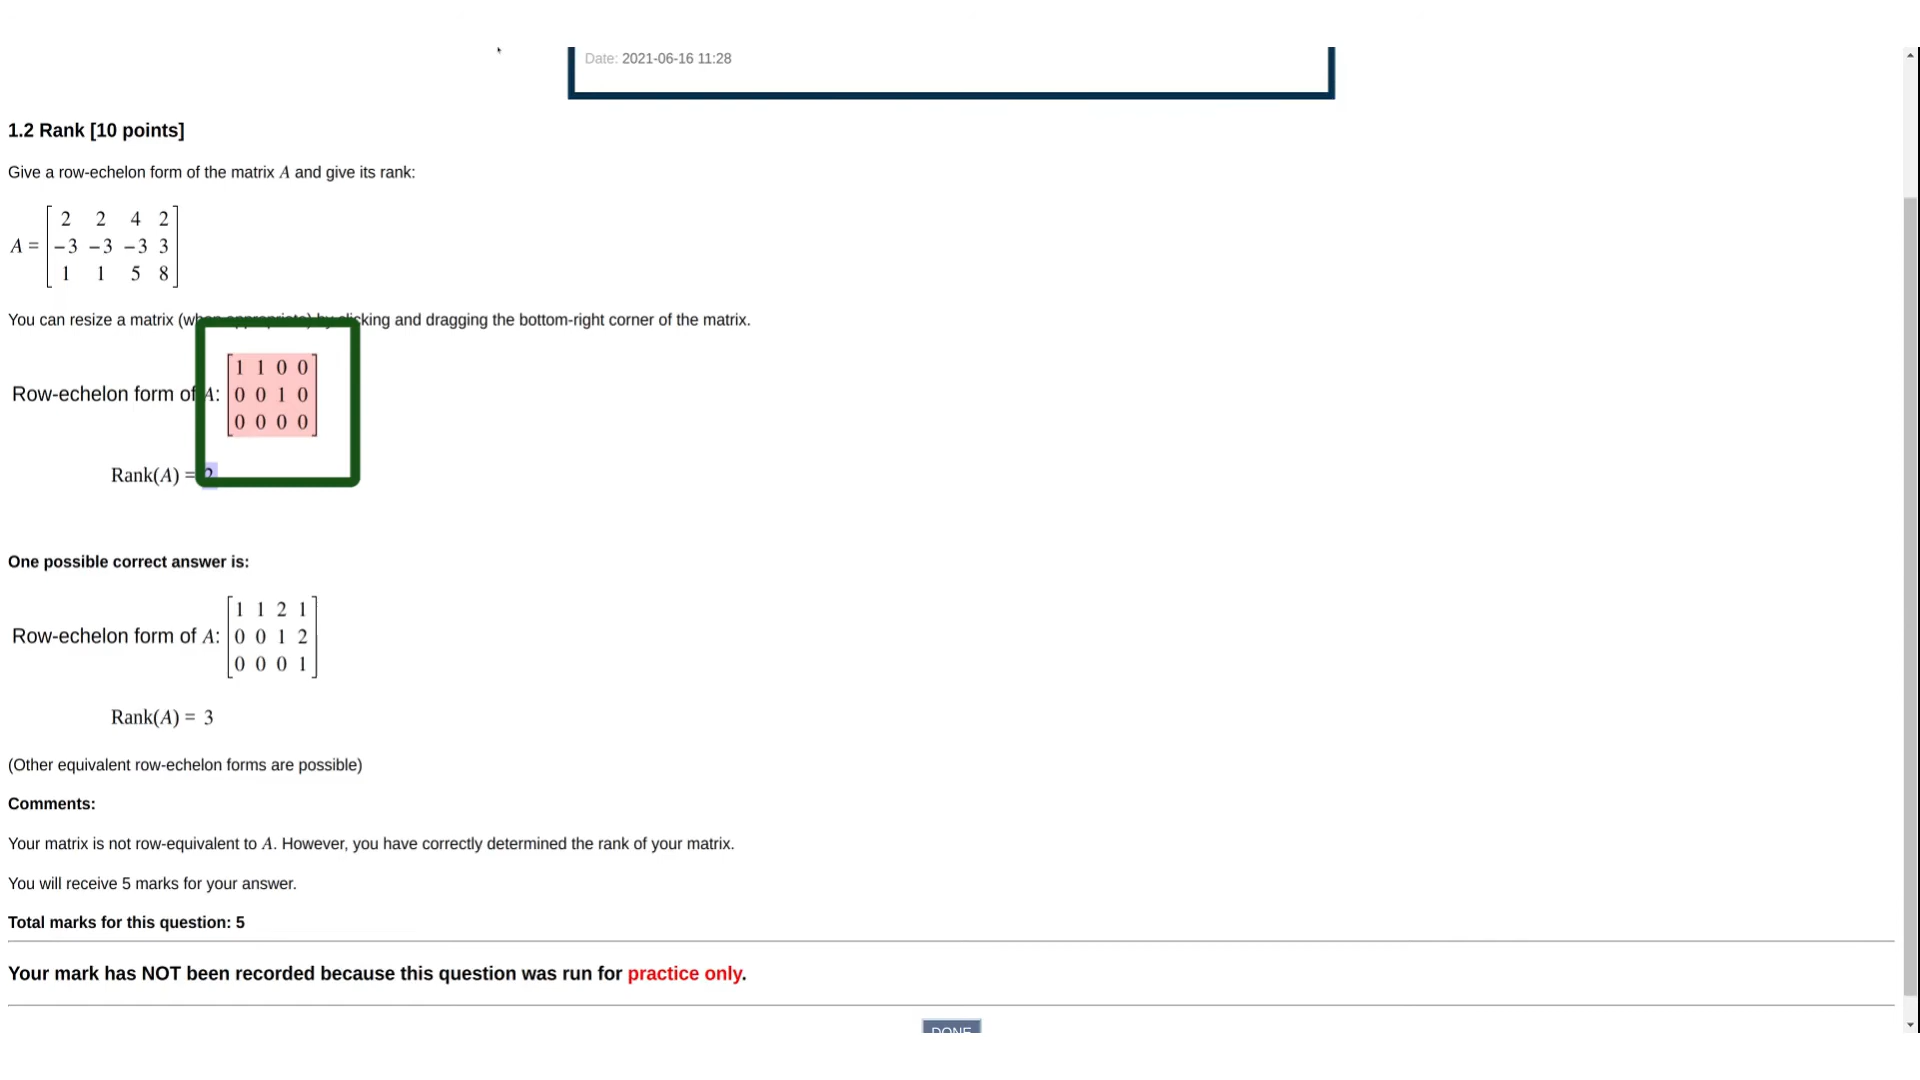 Date: 2021-06-16 11:28
1.2 Rank [10 points]
Give a row-echelon form of the matrix A and give its rank:
2 2 4 2
A = −3 −3 −3 3
1 1 5 8
You can resize a matrix (when appropriate) by clicking and dragging the bottom-right corner of the matrix.
1 1 0 0
Row-echelon form of A: 0 0 1 0
0 0 0 0
Rank(A) = 2
One possible correct answer is:
1 1 2 1
Row-echelon form of A: 0 0 1 2
0 0 0 1
Rank(A) = 3
(Other equivalent row-echelon forms are possible)
Comments:
Your matrix is not row-equivalent to A. However, you have correctly determined the rank of your matrix.
You will receive 5 marks for your answer.
Total marks for this question: 5
Your mark has NOT been recorded because this question was run for practice only.
DONE